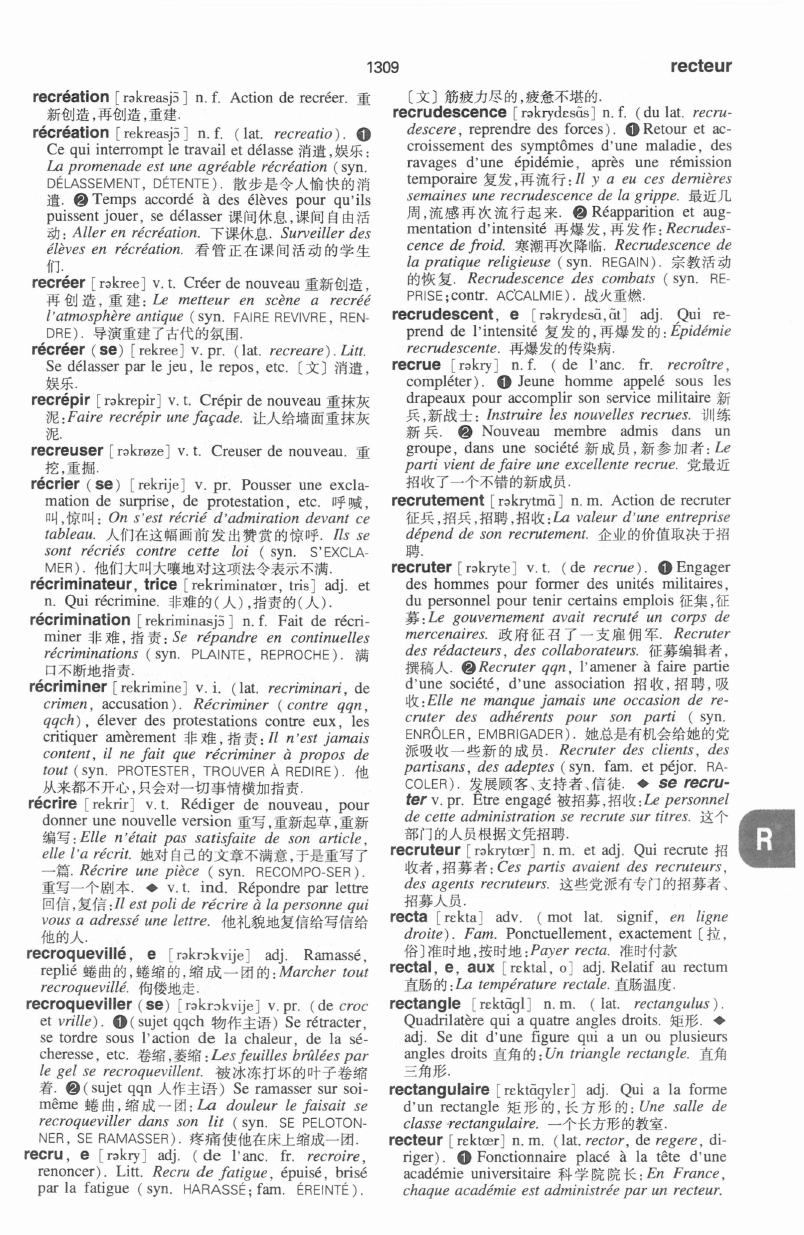 1309
recteur
recréation [rəkreasjɔ̃] n. f. Action de recréer. 重
新创造,再创造,重建.
récréation [rekreasjɔ̃] n. f. (lat. recreatio). ❶
Ce qui interrompt le travail et délasse 消遣,娱乐:
La promenade est une agréable récréation (syn.
DÉLASSEMENT, DÉTENTE). 散步是令人愉快的消
遣. ❷ Temps accordé à des élèves pour qu'ils
puissent jouer, se délasser 课间休息,课间自由活
动: Aller en récréation. 下课休息. Surveiller des
élèves en récréation. 看管正在课间活动的学生
们.
recréer [rəkree] v. t. Créer de nouveau 重新创造,
再创造, 重建: Le metteur en scène a recréé
l'atmosphère antique (syn. FAIRE REVIVRE, REN-
DRE). 导演重建了古代的氛围.
récréer (se) [rekree] v. pr. (lat. recreare). Litt.
Se délasser par le jeu, le repos, etc. 〔文〕消遣,
娱乐.
recrépir [rəkrepir] v. t. Crépir de nouveau 重抹灰
泥:Faire recrépir une façade. 让人给墙面重抹灰
泥.
recreuser [rəkrøze] v. t. Creuser de nouveau. 重
挖,重掘.
récrier (se) [rekrije] v. pr. Pousser une excla-
mation de surprise, de protestation, etc. 呼喊,
叫,惊叫: On s'est récrié d'admiration devant ce
tableau. 人们在这幅画前发出赞赏的惊呼. Ils se
sont récriés contre cette loi (syn. S'EXCLA-
MER). 他们大叫大嚷地对这项法令表示不满.
récriminateur, trice [rekriminatœr, tris] adj. et
n. Qui récrimine. 非难的(人),指责的(人).
récrimination [rekriminasjɔ̃] n. f. Fait de récri-
miner 非难, 指责: Se répandre en continuelles
récriminations (syn. PLAINTE, REPROCHE). 满
口不断地指责.
récriminer [rekrimine] v. i. (lat. recriminari, de
crimen, accusation). Récriminer (contre qqn,
qqch), élever des protestations contre eux, les
critiquer amèrement 非难, 指责: Il n'est jamais
content, il ne fait que récriminer à propos de
tout (syn. PROTESTER, TROUVER À REDIRE). 他
从来都不开心,只会对一切事情横加指责.
récrire [rekrir] v. t. Rédiger de nouveau, pour
donner une nouvelle version 重写,重新起草,重新
编写: Elle n'était pas satisfaite de son article,
elle l'a récrit. 她对自己的文章不满意,于是重写了
一篇. Récrire une pièce (syn. RECOMPO-SER).
重写一个剧本. ◆ v. t. ind. Répondre par lettre
回信,复信:Il est poli de récrire à la personne qui
vous a adressé une lettre. 他礼貌地复信给写信给
他的人.
recroquevillé, e [rəkrɔkvije] adj. Ramassé,
replié 蜷曲的,蜷缩的,缩成一团的:Marcher tout
recroquevillé. 佝偻地走.
recroqueviller (se) [rəkrɔkvije] v. pr. (de croc
et vrille). ❶(sujet qqch 物作主语) Se rétracter,
se tordre sous l'action de la chaleur, de la sé-
cheresse, etc. 卷缩,萎缩:Les feuilles brûlées par
le gel se recroquevillent. 被冰冻打坏的叶子卷缩
着. ❷(sujet qqn 人作主语) Se ramasser sur soi-
même 蜷曲,缩成一团: La douleur le faisait se
recroqueviller dans son lit (syn. SE PELOTON-
NER, SE RAMASSER). 疼痛使他在床上缩成一团.
recru, e [rəkry] adj. (de l'anc. fr. recroire,
renoncer). Litt. Recru de fatigue, épuisé, brisé
par la fatigue (syn. HARASSÉ; fam. ÉREINTÉ).
〔文〕筋疲力尽的,疲惫不堪的.
recrudescence [rəkrydesɑ̃s] n. f. (du lat. recru-
descere, reprendre des forces). ❶Retour et ac-
croissement des symptômes d'une maladie, des
ravages d'une épidémie, après une rémission
temporaire 复发,再流行:Il y a eu ces dernières
semaines une recrudescence de la grippe. 最近几
周,流感再次流行起来. ❷ Réapparition et aug-
mentation d'intensité 再爆发,再发作: Recrudes-
cence de froid. 寒潮再次降临. Recrudescence de
la pratique religieuse (syn. REGAIN). 宗教活动
的恢复. Recrudescence des combats (syn. RE-
PRISE;contr. ACCALMIE). 战火重燃.
recrudescent, e [rəkrydɛsɑ̃,ɑ̃t] adj. Qui re-
prend de l'intensité 复发的,再爆发的: Épidémie
recrudescente. 再爆发的传染病.
recrue [rəkry] n. f. (de l'anc. fr. recroître,
compléter). ❶ Jeune homme appelé sous les
drapeaux pour accomplir son service militaire 新
兵,新战士: Instruire les nouvelles recrues. 训练
新兵. ❷ Nouveau membre admis dans un
groupe, dans une société 新成员,新参加者: Le
parti vient de faire une excellente recrue. 党最近
招收了一个不错的新成员.
recrutement [rəkrytmɑ̃] n. m. Action de recruter
征兵,招兵,招聘,招收:La valeur d'une entreprise
dépend de son recrutement. 企业的价值取决于招
聘.
recruter [rəkryte] v. t. (de recrue). ❶Engager
des hommes pour former des unités militaires,
du personnel pour tenir certains emplois 征集,征
募:Le gouvernement avait recruté un corps de
mercenaires. 政府征召了一支雇佣军. Recruter
des rédacteurs, des collaborateurs. 征募编辑者,
撰稿人. ❷Recruter qqn, l'amener à faire partie
d'une société, d'une association 招收,招聘,吸
收:Elle ne manque jamais une occasion de re-
cruter des adhérents pour son parti (syn.
ENRÔLER, EMBRIGADER). 她总是有机会给她的党
派吸收一些新的成员. Recruter des clients, des
partisans, des adeptes (syn. fam. et péjor. RA-
COLER). 发展顾客、支持者、信徒. ◆ se recru-
ter v. pr. Être engagé 被招募,招收:Le personnel
de cette administration se recrute sur titres. 这个
部门的人员根据文凭招聘.
recruteur [rəkrytœr] n. m. et adj. Qui recrute 招
收者,招募者: Ces partis avaient des recruteurs,
des agents recruteurs. 这些党派有专门的招募者、
招募人员.
recta [rɛkta] adv. (mot lat. signif, en ligne
droite). Fam. Ponctuellement, exactement〔拉,
俗〕准时地,按时地:Payer recta. 准时付款
rectal, e, aux [rɛktal, o] adj. Relatif au rectum
直肠的:La température rectale. 直肠温度.
rectangle [rɛktɑ̃gl] n. m. (lat. rectangulus).
Quadrilatère qui a quatre angles droits. 矩形. ◆
adj. Se dit d'une figure qui a un ou plusieurs
angles droits 直角的:Un triangle rectangle. 直角
三角形.
rectangulaire [rɛktɑ̃gylɛr] adj. Qui a la forme
d'un rectangle 矩形的,长方形的: Une salle de
classe rectangulaire. 一个长方形的教室.
recteur [rɛktœr] n. m. (lat. rector, de regere, di-
riger). ❶ Fonctionnaire placé à la tête d'une
académie universitaire 科学院院长: En France,
chaque académie est administrée par un recteur.
R